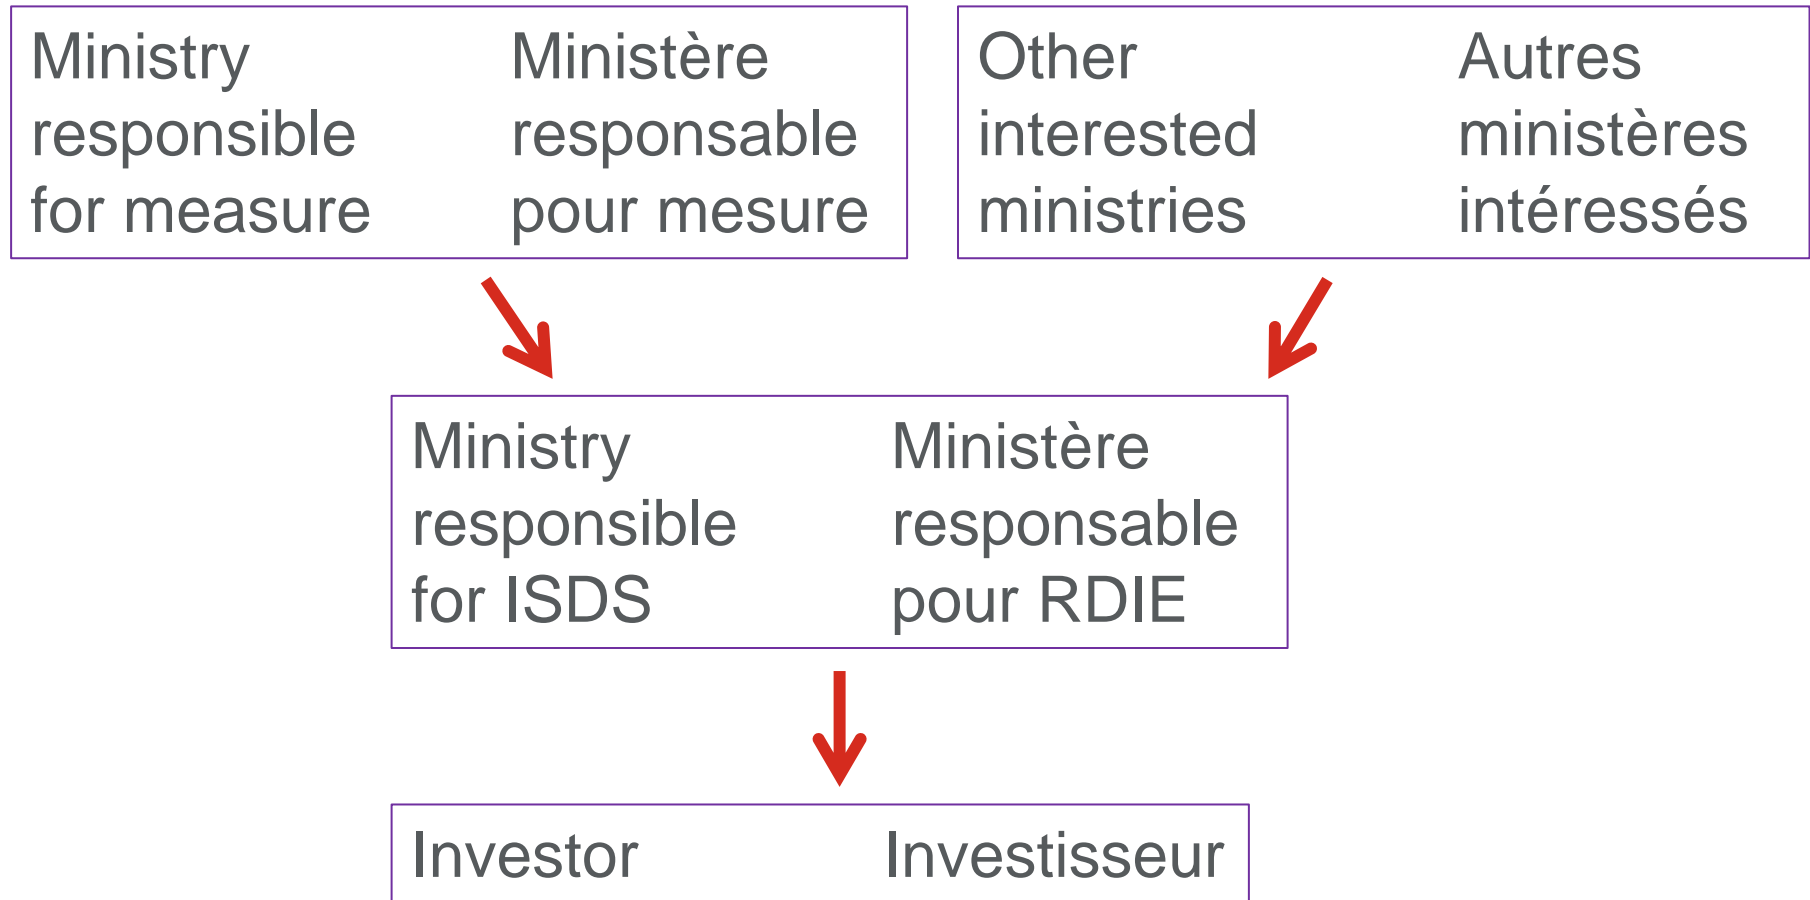 Ministry
responsible
for measure
Ministère
responsable
pour mesure
Other
interested
ministries
Autres
ministères
intéressés
Ministry
responsible
for ISDS
Ministère
responsable
pour RDIE
Investor
Investisseur